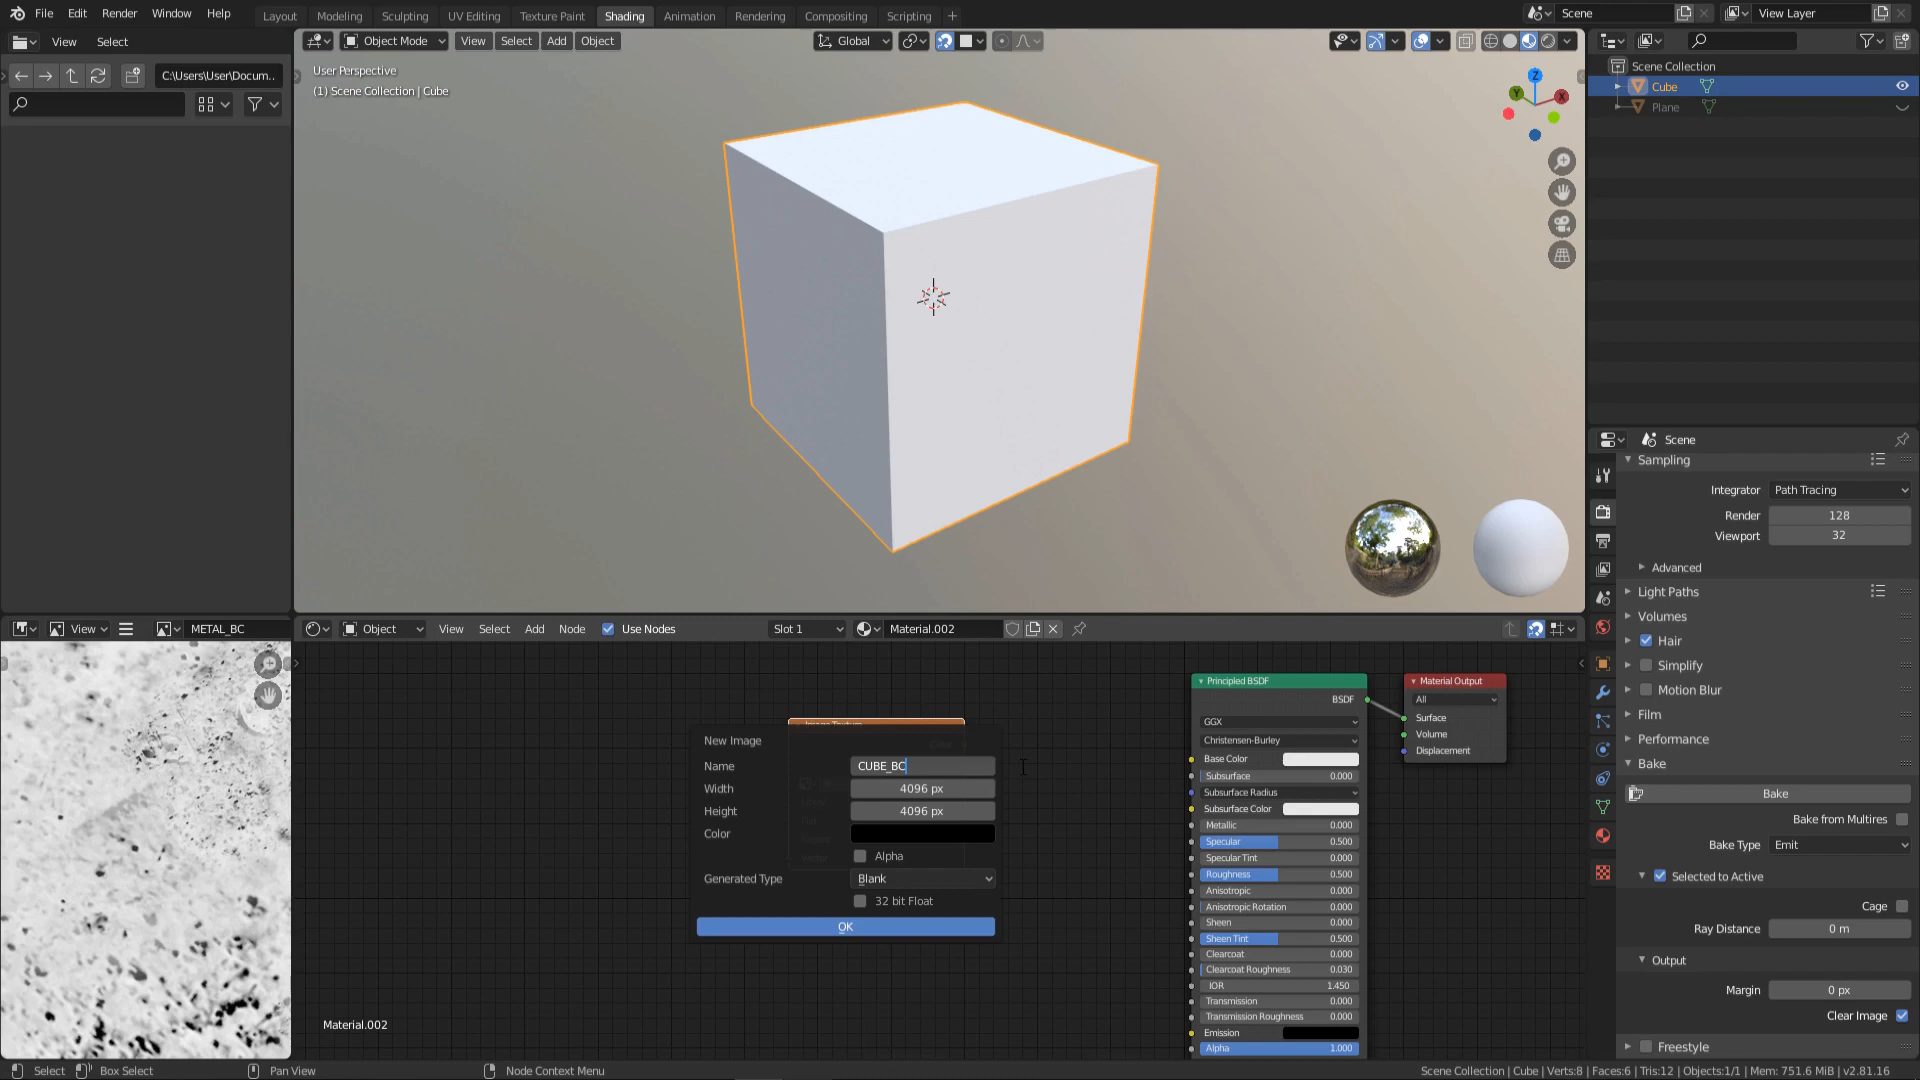 File Edit Render Window Help Layout Modeling Sculpting UV Editing Texture Paint Shading Animation Rendering Compositing Scripting + Scene View Layer
View Select
C:\Users\User\Docum..
Object Mode View Select Add Object Global
User Perspective
(1) Scene Collection | Cube
Z
Y
X
Scene Collection
Cube
Plane
Scene
Sampling
Integrator Path Tracing
Render 128
Viewport 32
Advanced
Light Paths
Volumes
Hair
Simplify
Motion Blur
Film
Performance
Bake
Bake
Bake from Multires
Bake Type Emit
Selected to Active
Cage
Ray Distance 0 m
Output
Margin 0 px
Clear Image
Freestyle
View METAL_BC
Object View Select Add Node Use Nodes Slot 1 Material.002
Image Texture
New Image
Name CUBE_BC
Width 4096 px
Height 4096 px
Color
Alpha
Generated Type Blank
32 bit Float
OK
Principled BSDF
BSDF
GGX
Christensen-Burley
Base Color
Subsurface 0.000
Subsurface Radius
Subsurface Color
Metallic 0.000
Specular 0.500
Specular Tint 0.000
Roughness 0.500
Anisotropic 0.000
Anisotropic Rotation 0.000
Sheen 0.000
Sheen Tint 0.500
Clearcoat 0.000
Clearcoat Roughness 0.030
IOR 1.450
Transmission 0.000
Transmission Roughness 0.000
Emission
Alpha 1.000
Material Output
All
Surface
Volume
Displacement
Material.002
Select Box Select Pan View Node Context Menu
Scene Collection | Cube | Verts:8 | Faces:6 | Tris:12 | Objects:1/1 | Mem: 751.6 MiB | v2.81.16